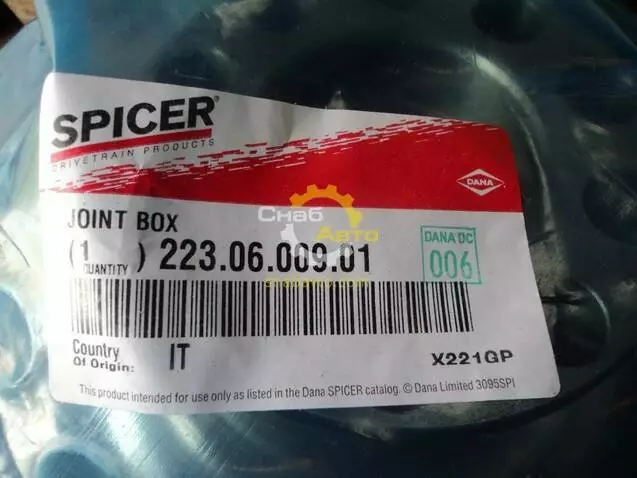 SPICER®
DRIVETRAIN PRODUCTS
DANA
JOINT BOX
Снаб
Авто
(1) 223.06.009.01
QUANTITY
DANA DC
006
Country
Of Origin:
IT
X221GP
This product intended for use only as listed in the Dana SPICER catalog. © Dana Limited 3095SPI